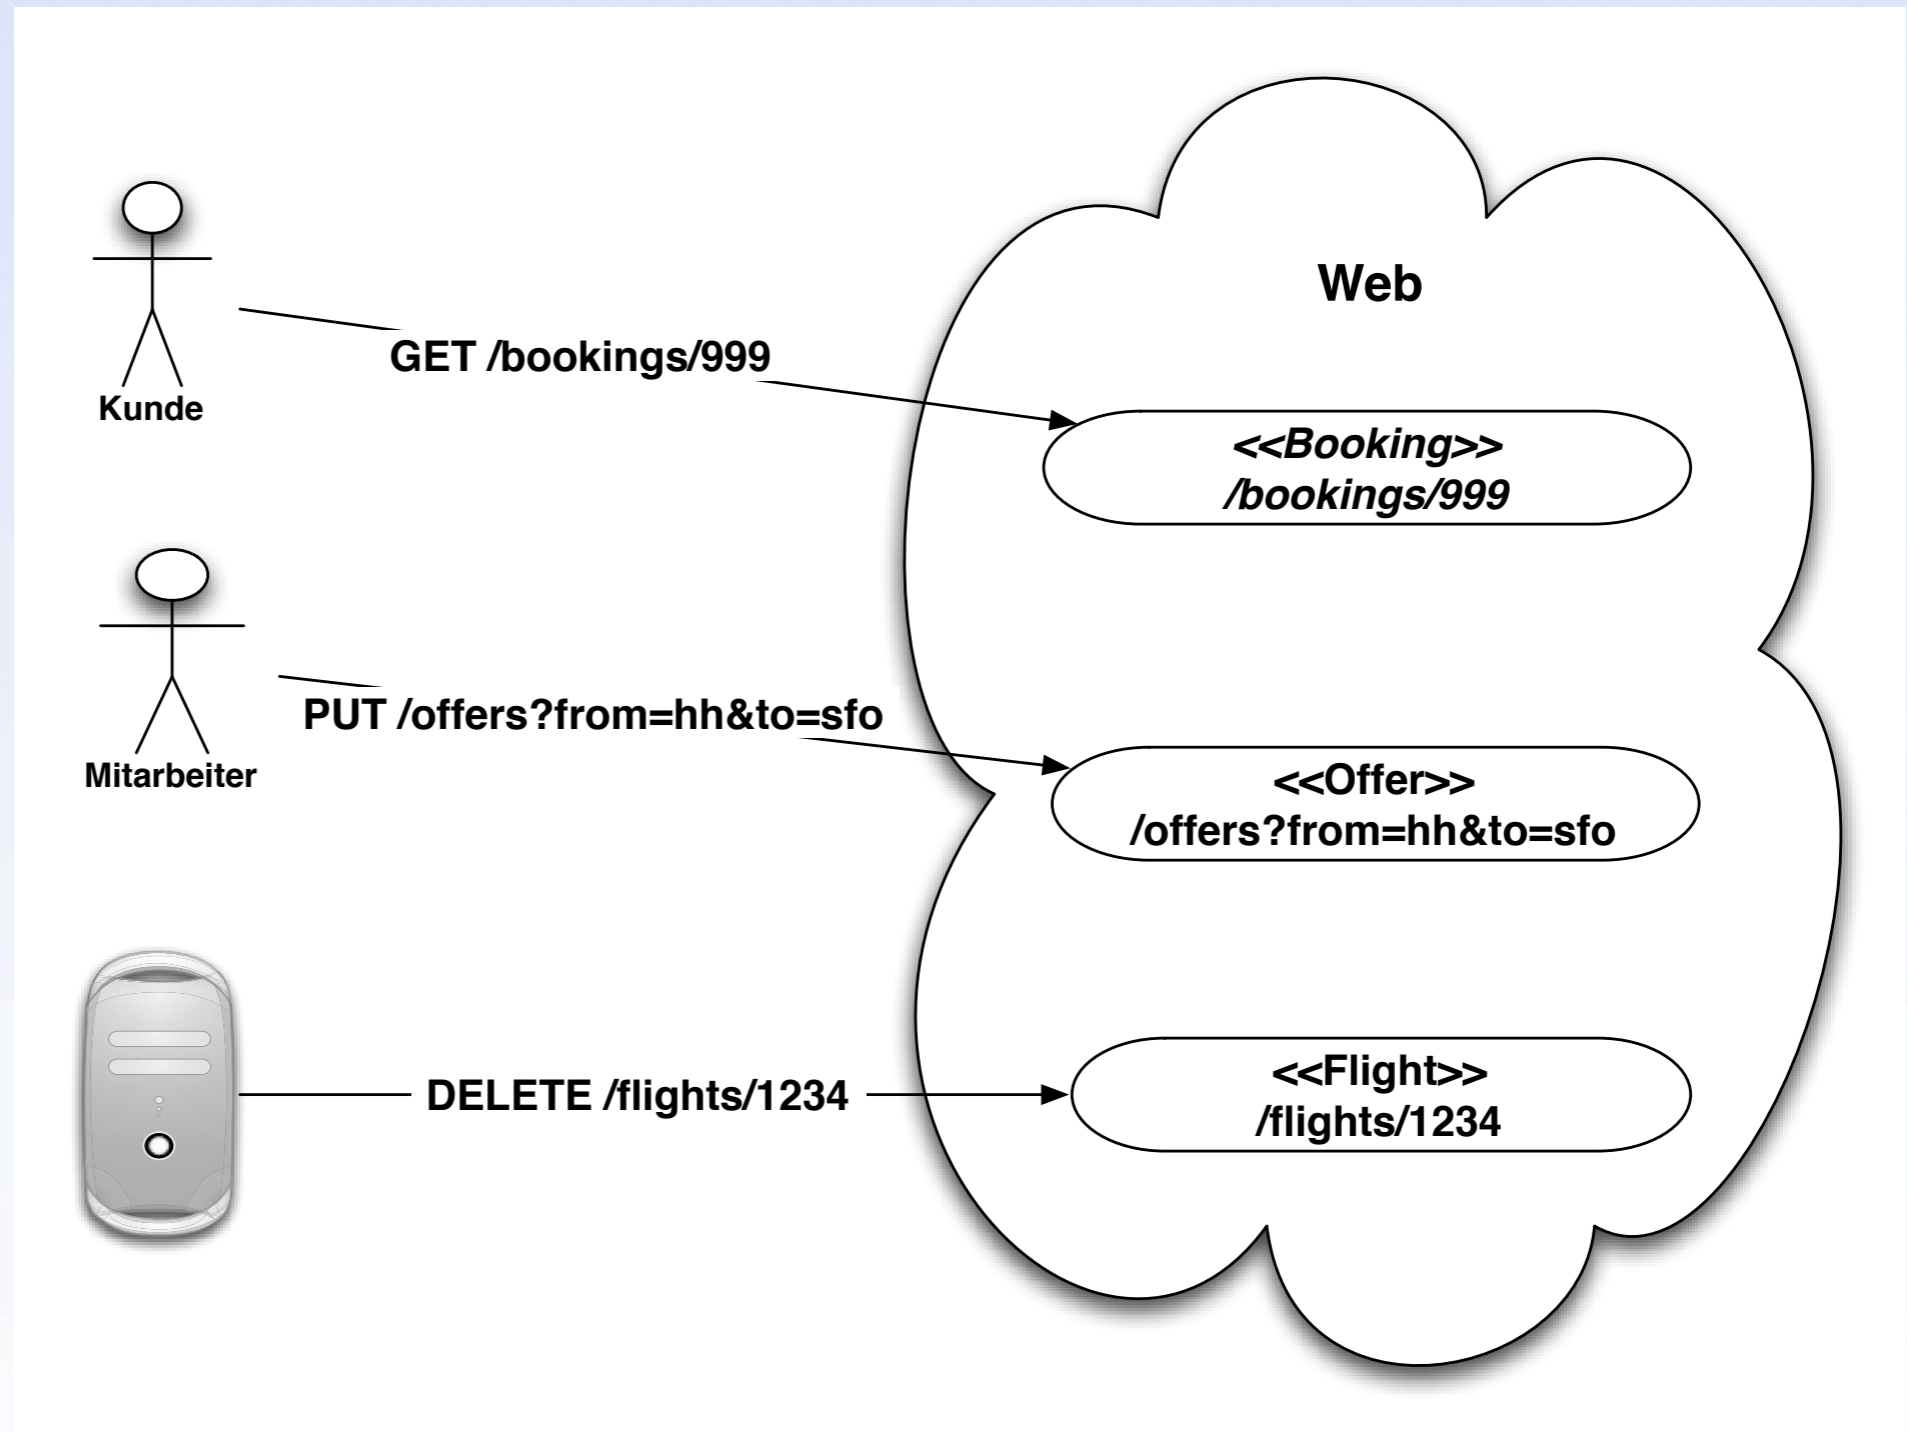 Web
GET /bookings/999
Kunde
<<Booking>>
/bookings/999
PUT /offers?from=hh&to=sfo
Mitarbeiter
<<Offer>>
/offers?from=hh&to=sfo
DELETE /flights/1234
<<Flight>>
/flights/1234